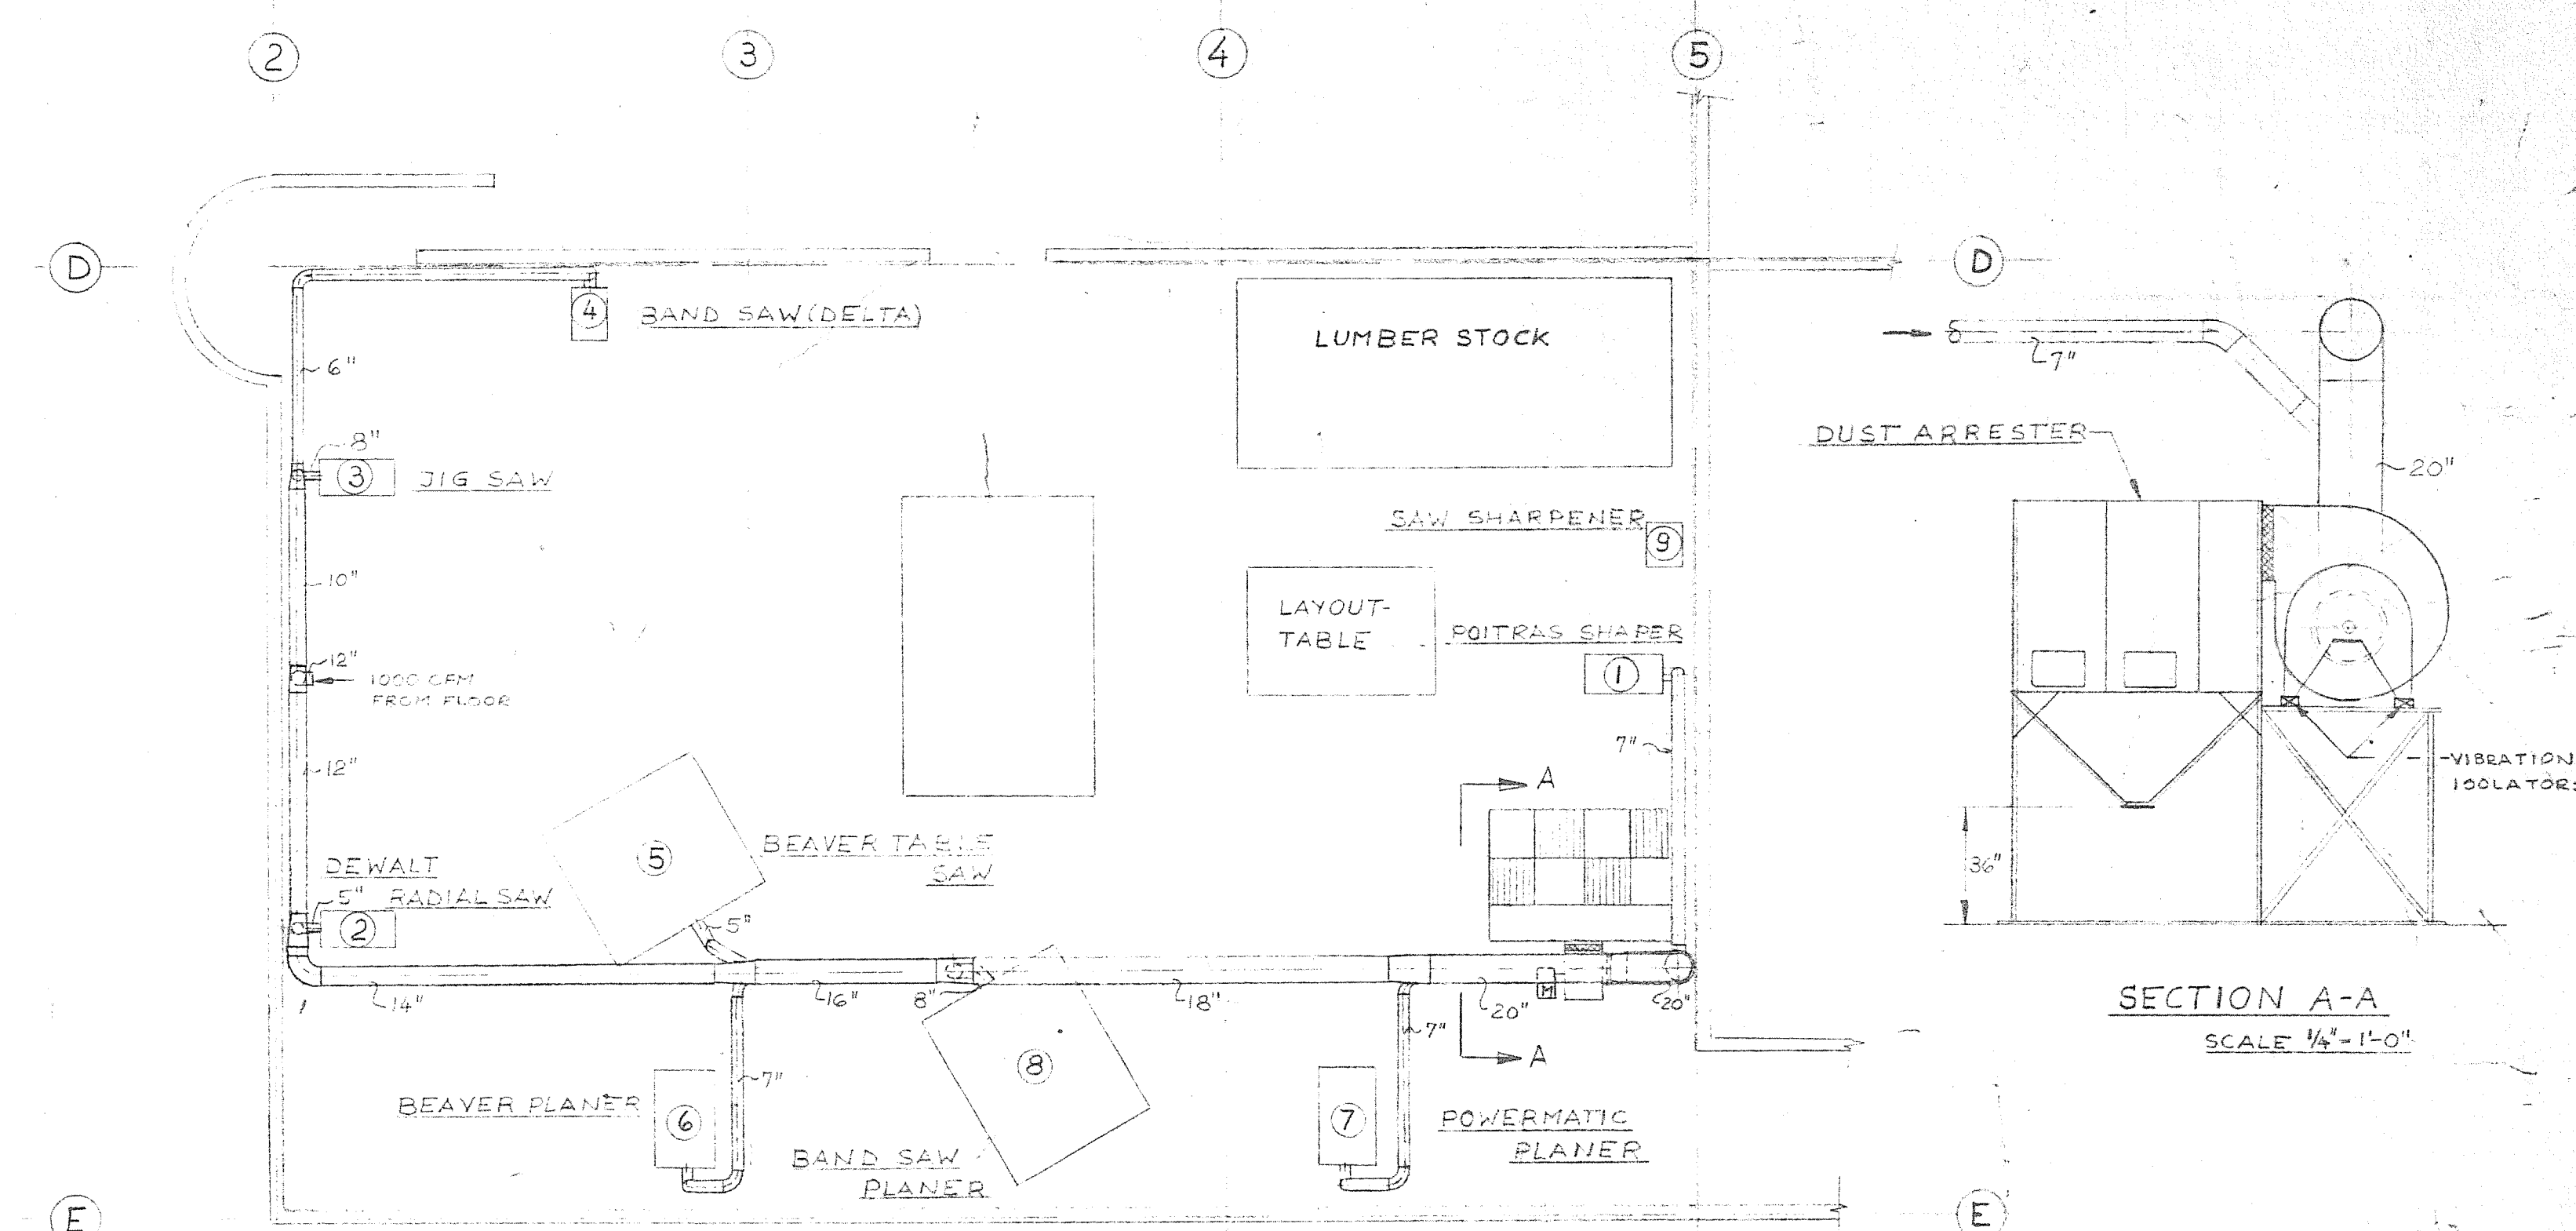 2
3
4
5
D
D
4
BAND SAW (DELTA)
LUMBER STOCK
6"
7"
DUST ARRESTER
8"
3
JIG SAW
20"
SAW SHARPENER
9
10"
LAYOUT-
TABLE
POITRAS SHAPER
1
12"
1000 CFM
FROM FLOOR
7"
12"
A
VIBRATION
ISOLATORS
BEAVER TABLE
SAW
5
36"
DEWALT
5" RADIAL SAW
2
5"
14"
16"
8"
18"
20"
M
20"
SECTION A-A
SCALE 1/4"-1'-0"
7"
A
7"
8
BEAVER PLANER
6
7
POWERMATIC
PLANER
BAND SAW
PLANER
E
E